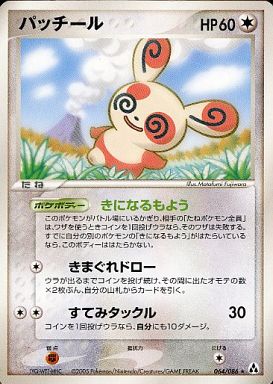 パッチール HP60
たね
Illus. Motofumi Fujiwara
ポケボディー きになるもよう
このポケモンがバトル場にいるかぎり、相手の「たねポケモン全員」
は、ワザを使うときコインを1回投げウラなら、そのワザは失敗する。
すでに自分の別のポケモンの「きになるもよう」がはたらいている
なら、このボディーははたらかない。
きまぐれドロー
ウラが出るまでコインを投げ続け、その間に出たオモテの数
×2枚ぶん、自分の山札からカードを引く。
すてみタックル 30
コインを1回投げウラなら、自分にも10ダメージ。
弱点 抵抗力 にげる
©2005 Pokémon/Nintendo/Creatures/GAME FREAK
064/086